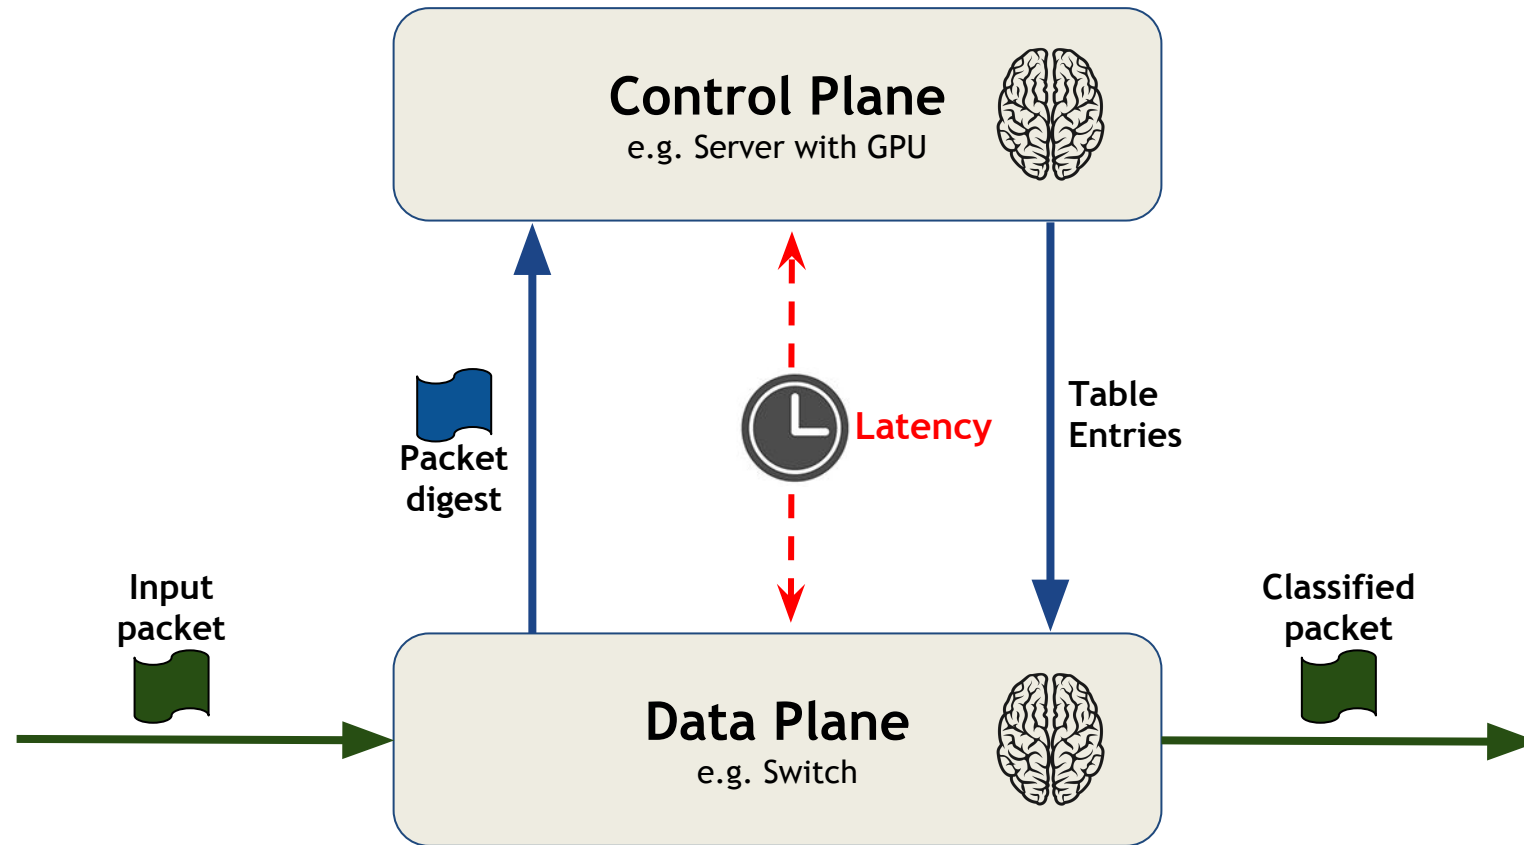 Control Plane
e.g. Server with GPU
Packet
digest
Latency
Table
Entries
Input
packet
Classified
packet
Data Plane
e.g. Switch